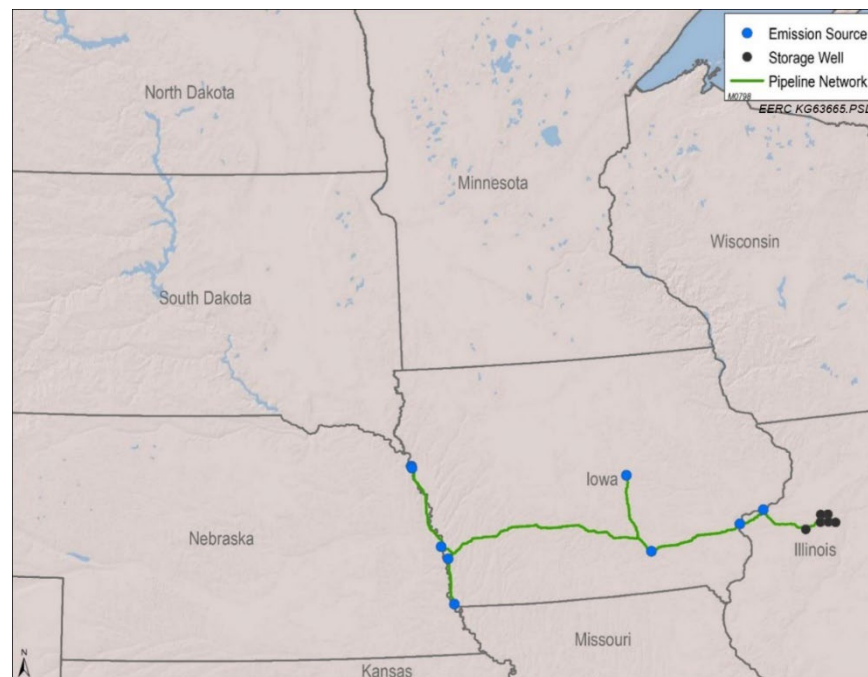 Emission Source
Storage Well
Pipeline Network
M0798
EERC KG63665.PSD
North Dakota
Minnesota
Wisconsin
South Dakota
Iowa
Nebraska
Illinois
Missouri
Kansas
N